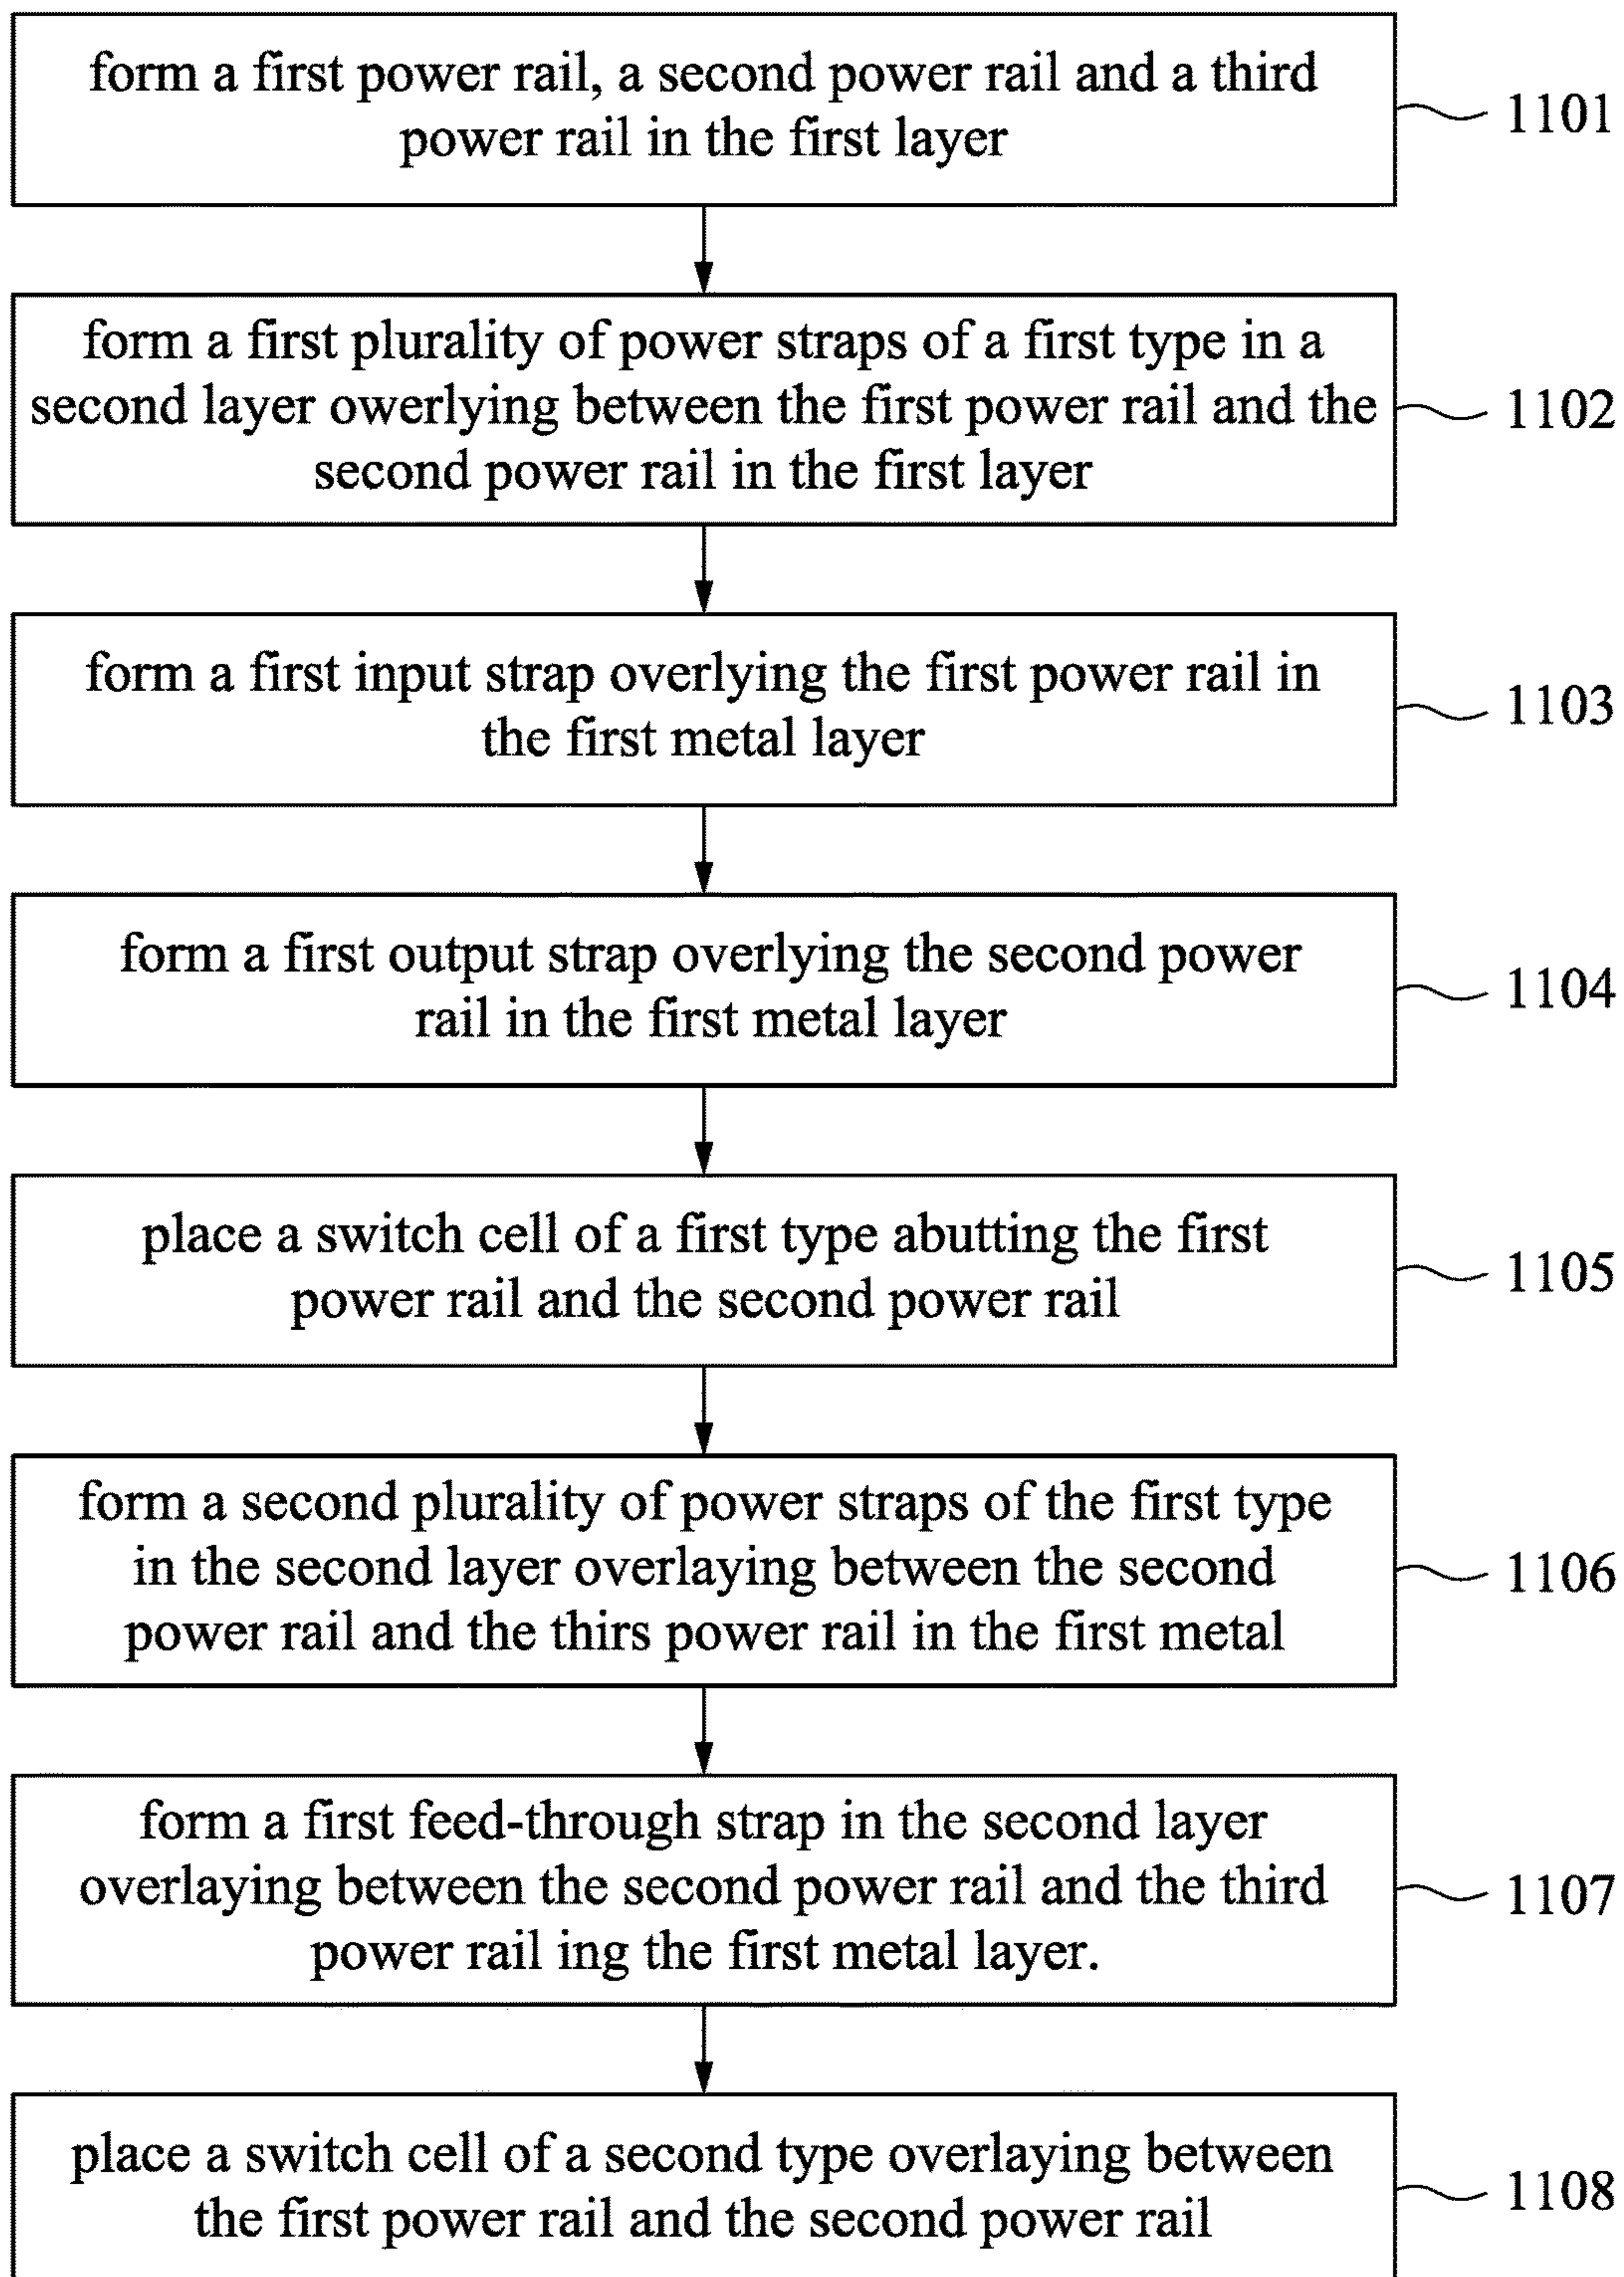 form a first power rail, a second power rail and a third
power rail in the first layer
1101
form a first plurality of power straps of a first type in a
second layer owerlying between the first power rail and the
second power rail in the first layer
1102
form a first input strap overlying the first power rail in
the first metal layer
1103
form a first output strap overlying the second power
rail in the first metal layer
1104
place a switch cell of a first type abutting the first
power rail and the second power rail
1105
form a second plurality of power straps of the first type
in the second layer overlaying between the second
power rail and the thirs power rail in the first metal
1106
form a first feed-through strap in the second layer
overlaying between the second power rail and the third
power rail ing the first metal layer.
1107
place a switch cell of a second type overlaying between
the first power rail and the second power rail
1108